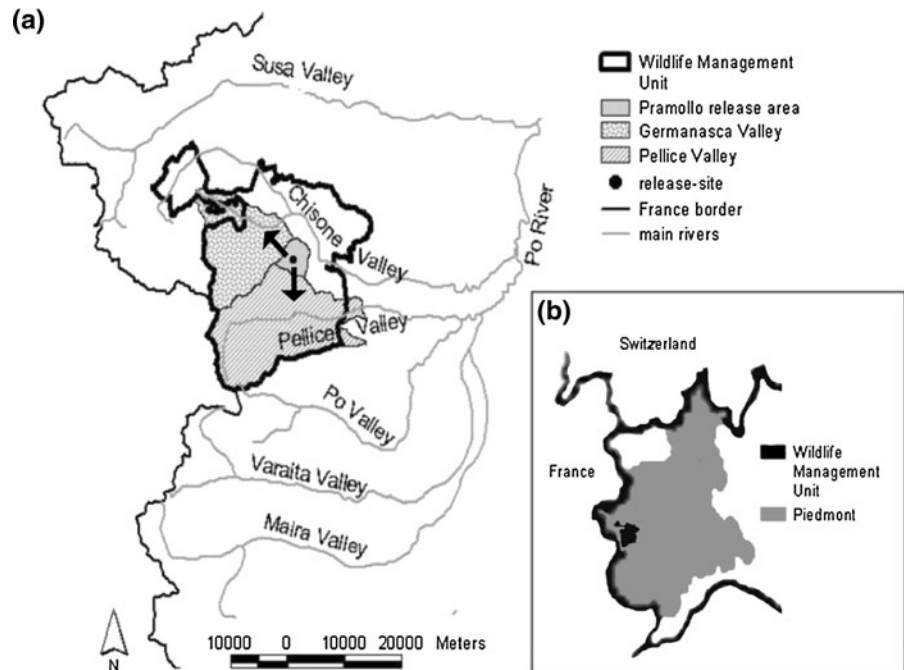 (a)
Susa Valley
Chisone Valley
Po River
Pellice Valley
Po Valley
Varaita Valley
Maira Valley
N
10000 0 10000 20000 Meters
Wildlife Management
Unit
Pramollo release area
Germanasca Valley
Pellice Valley
release-site
France border
main rivers
(b)
Switzerland
France
Wildlife
Management
Unit
Piedmont